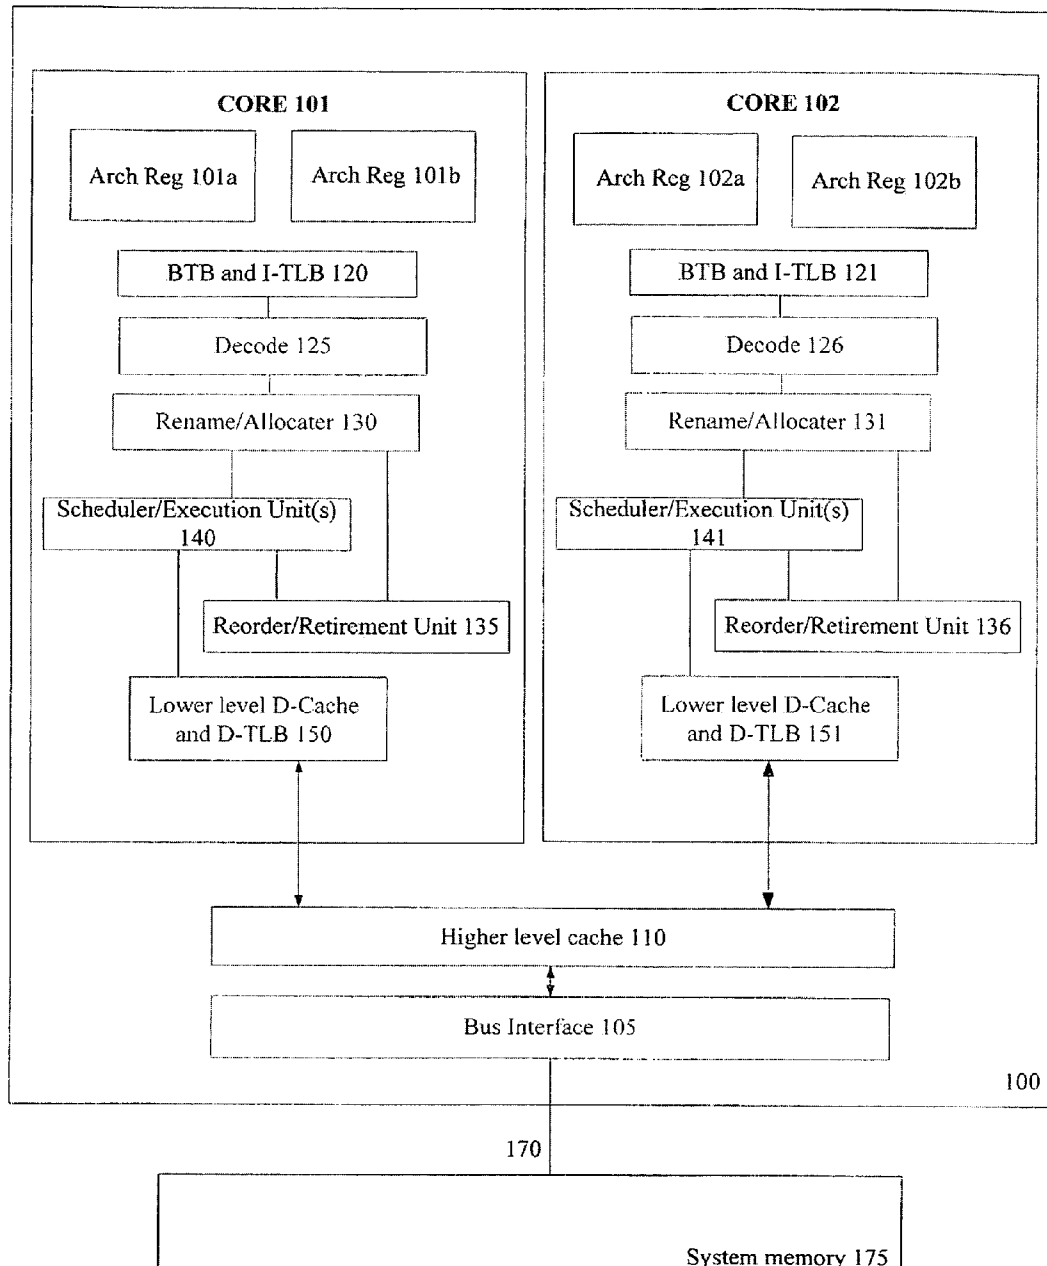 CORE 101
Arch Reg 101a
Arch Reg 101b
BTB and I-TLB 120
Decode 125
Rename/Allocater 130
Scheduler/Execution Unit(s)
140
Reorder/Retirement Unit 135
Lower level D-Cache
and D-TLB 150
CORE 102
Arch Reg 102a
Arch Reg 102b
BTB and I-TLB 121
Decode 126
Rename/Allocater 131
Scheduler/Execution Unit(s)
141
Reorder/Retirement Unit 136
Lower level D-Cache
and D-TLB 151
Higher level cache 110
Bus Interface 105
100
170
System memory 175